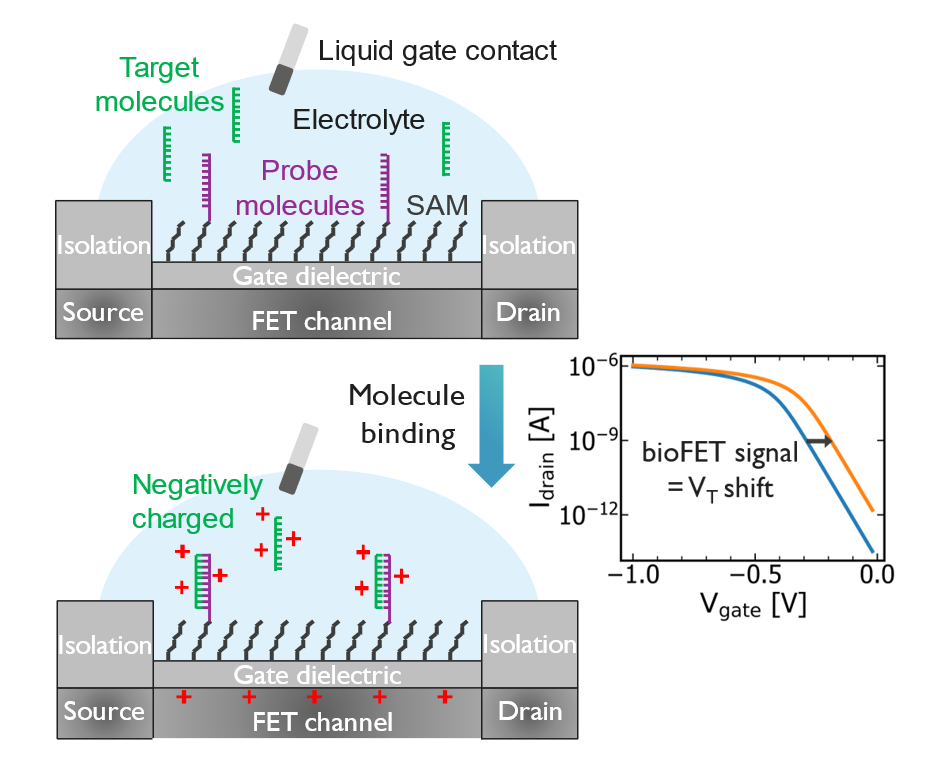 Liquid gate contact
Target
molecules
Electrolyte
Probe
molecules
SAM
Isolation
Isolation
Gate dielectric
Source
FET channel
Drain
Molecule
binding
10⁻⁶
10⁻⁹
10⁻¹²
I_drain [A]
bioFET signal
= V_T shift
−1.0
−0.5
0.0
V_gate [V]
Negatively
charged
+
+
+
+
+
+
+
+
+
Isolation
Isolation
Gate dielectric
+ + + + +
Source
FET channel
Drain